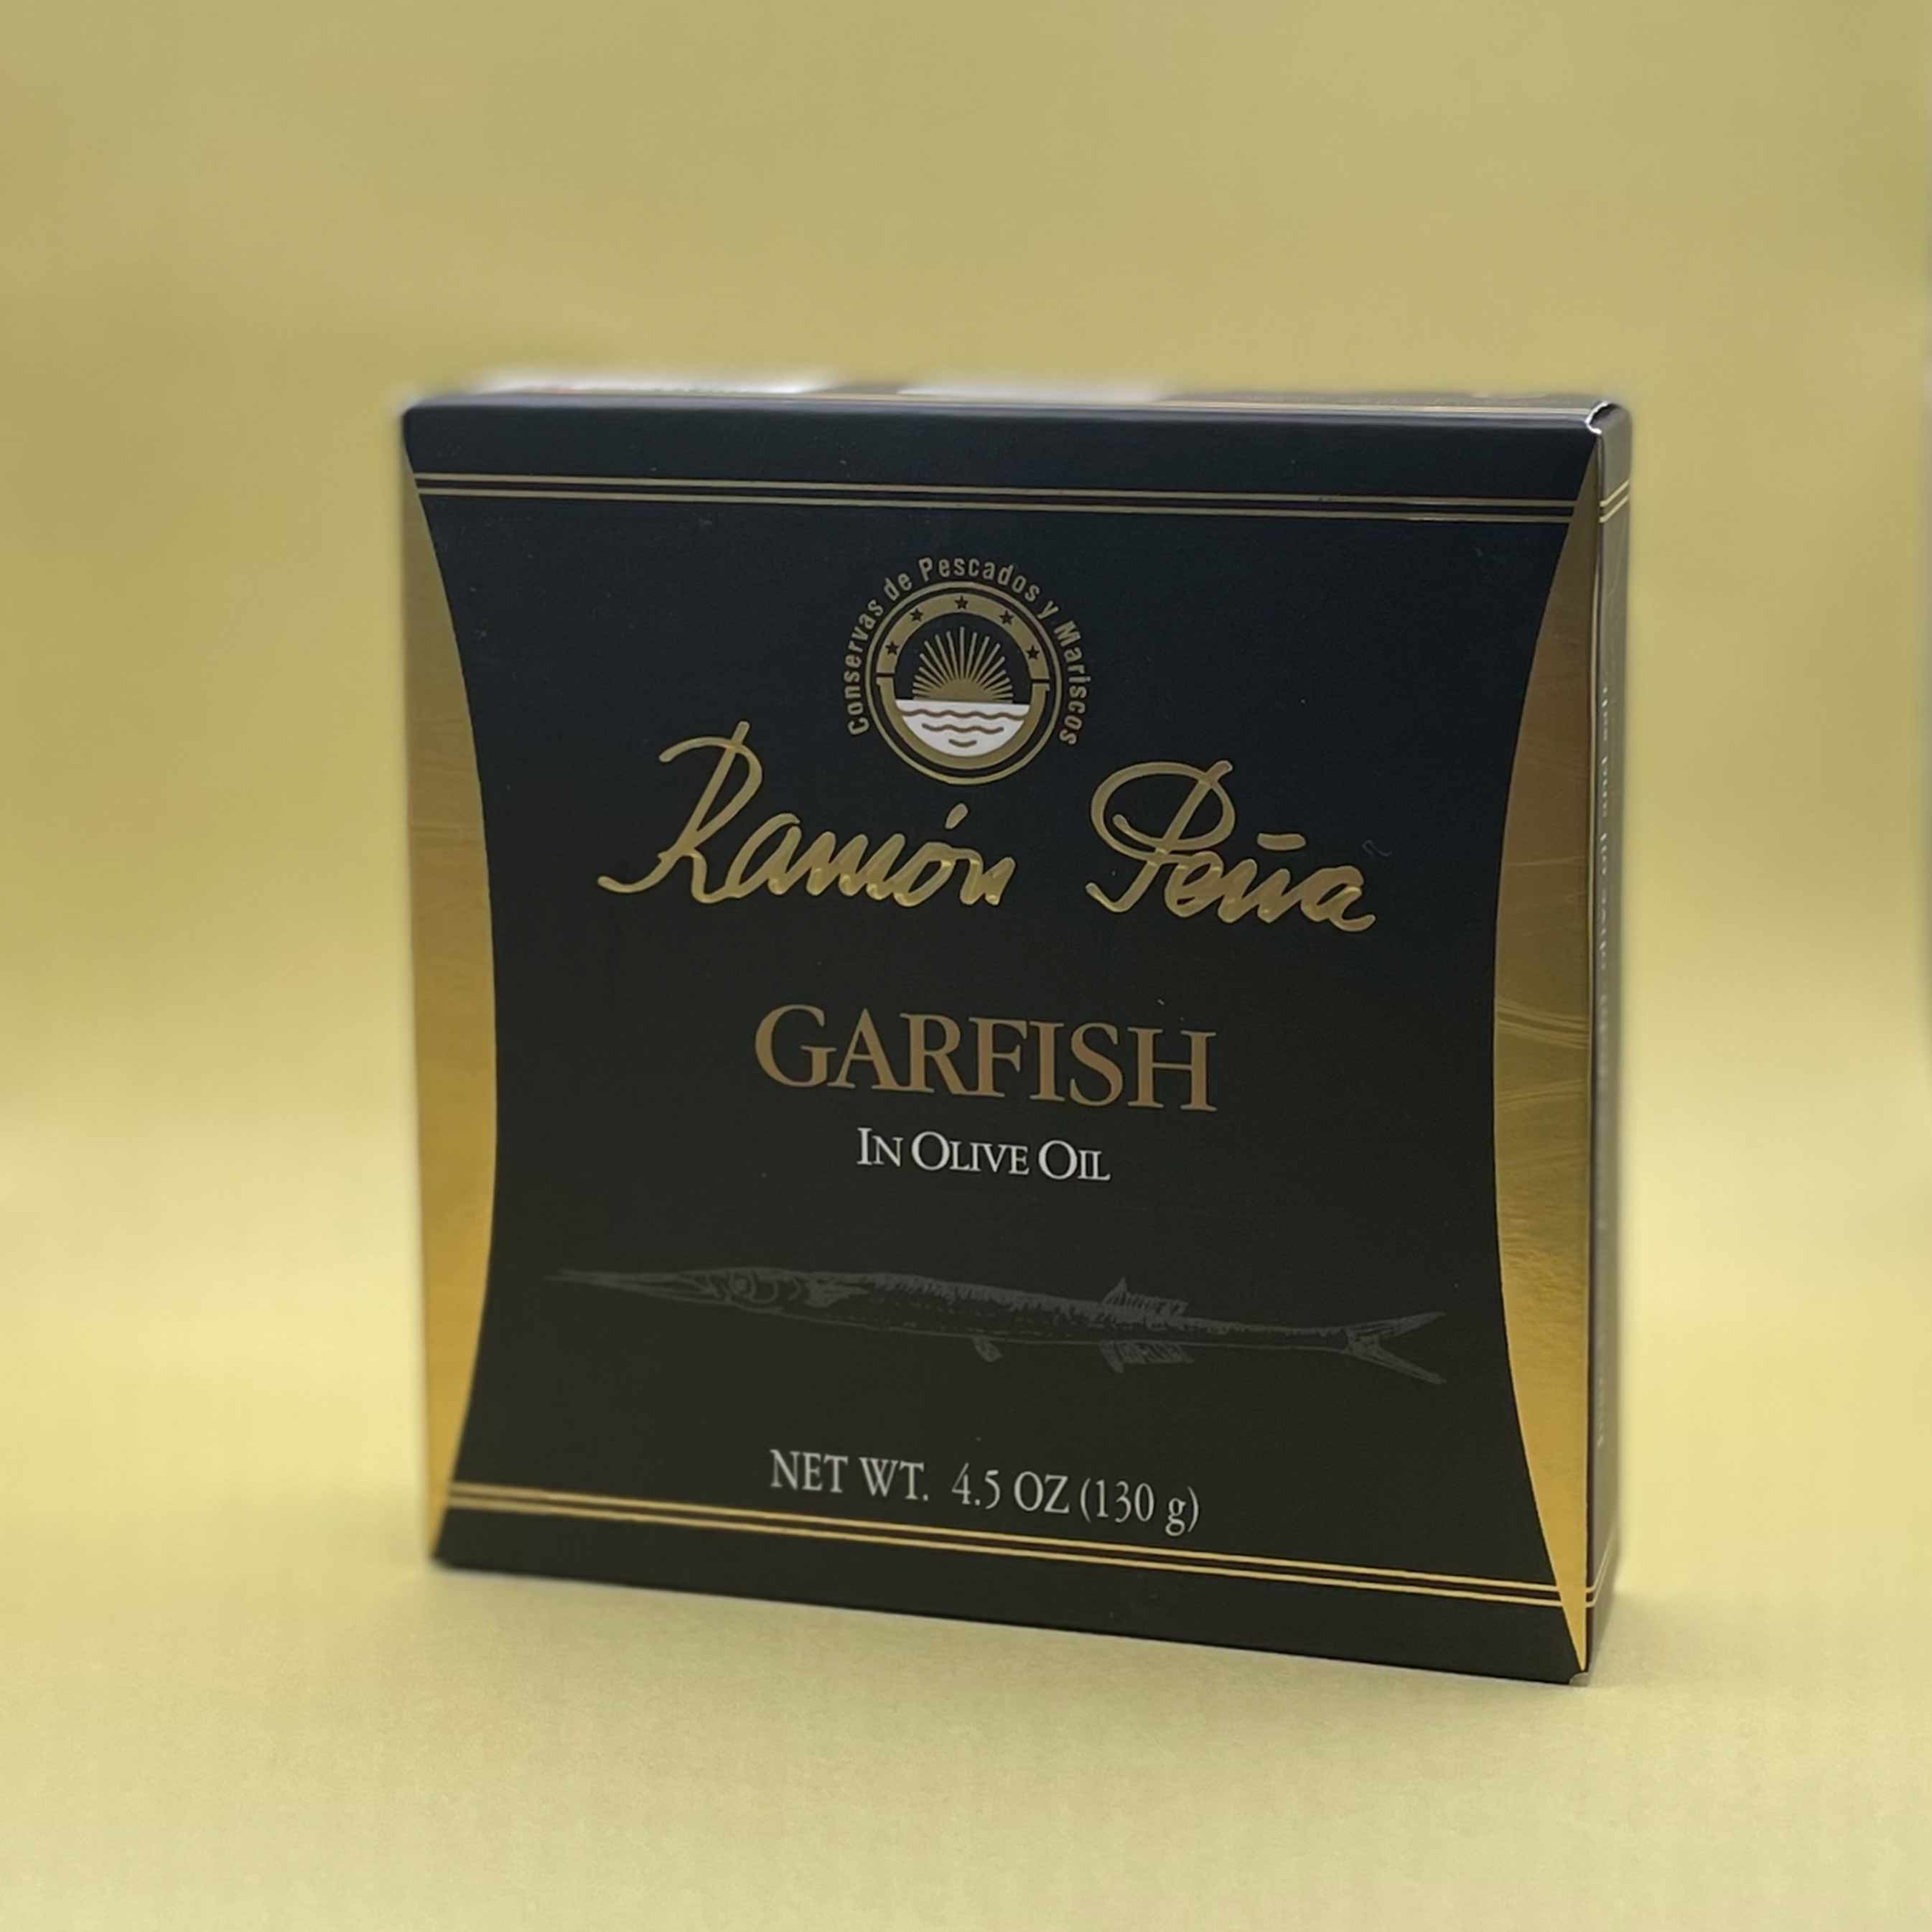 Conservas de Pescados y Mariscos
Ramón Peña
GARFISH
IN OLIVE OIL
NET WT. 4.5 OZ (130 g)